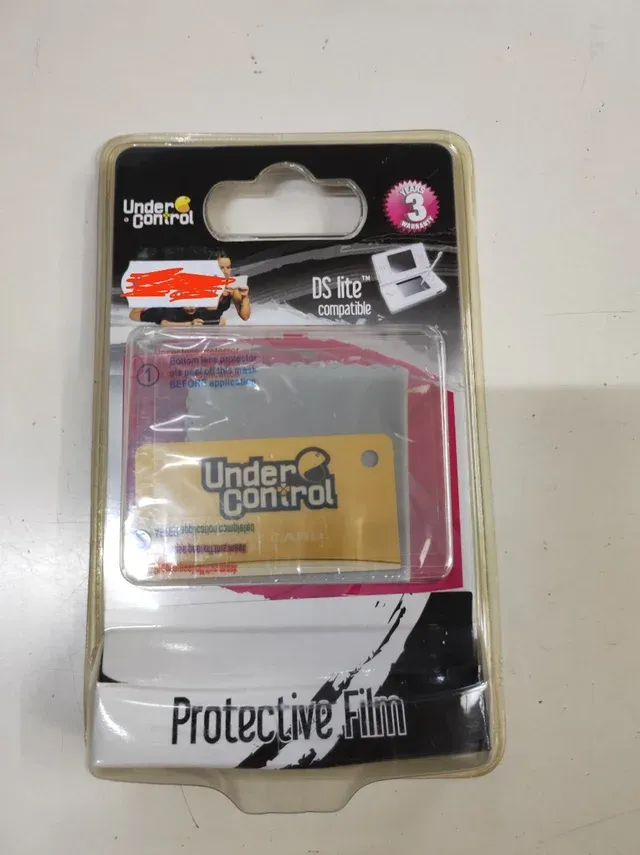 Under
Control
YEARS
3
WARRANTY
DS lite™
compatible
Bottom lens protector
1
peel off this mask
BEFORE application
Under
Control
Protective Film